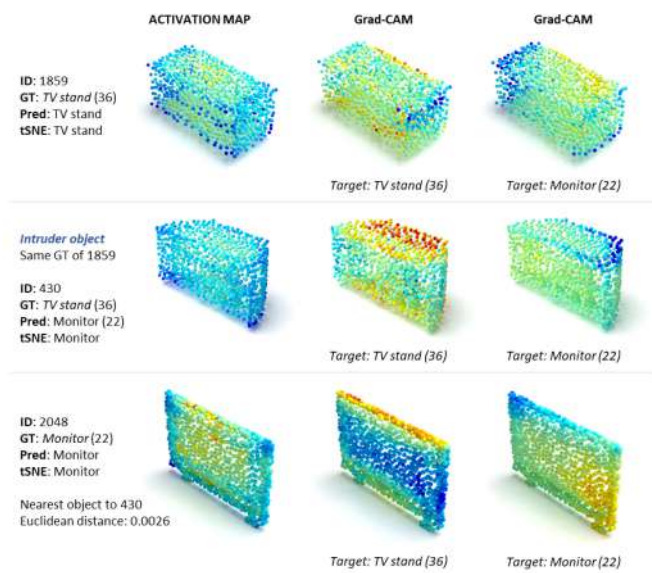 ACTIVATION MAP Grad-CAM Grad-CAM
ID: 1859
GT: TV stand (36)
Pred: TV stand
tSNE: TV stand
Target: TV stand (36) Target: Monitor (22)
Intruder object
Same GT of 1859
ID: 430
GT: TV stand (36)
Pred: Monitor (22)
tSNE: Monitor
Target: TV stand (36) Target: Monitor (22)
ID: 2048
GT: Monitor (22)
Pred: Monitor
tSNE: Monitor
Nearest object to 430
Euclidean distance: 0.0026
Target: TV stand (36) Target: Monitor (22)